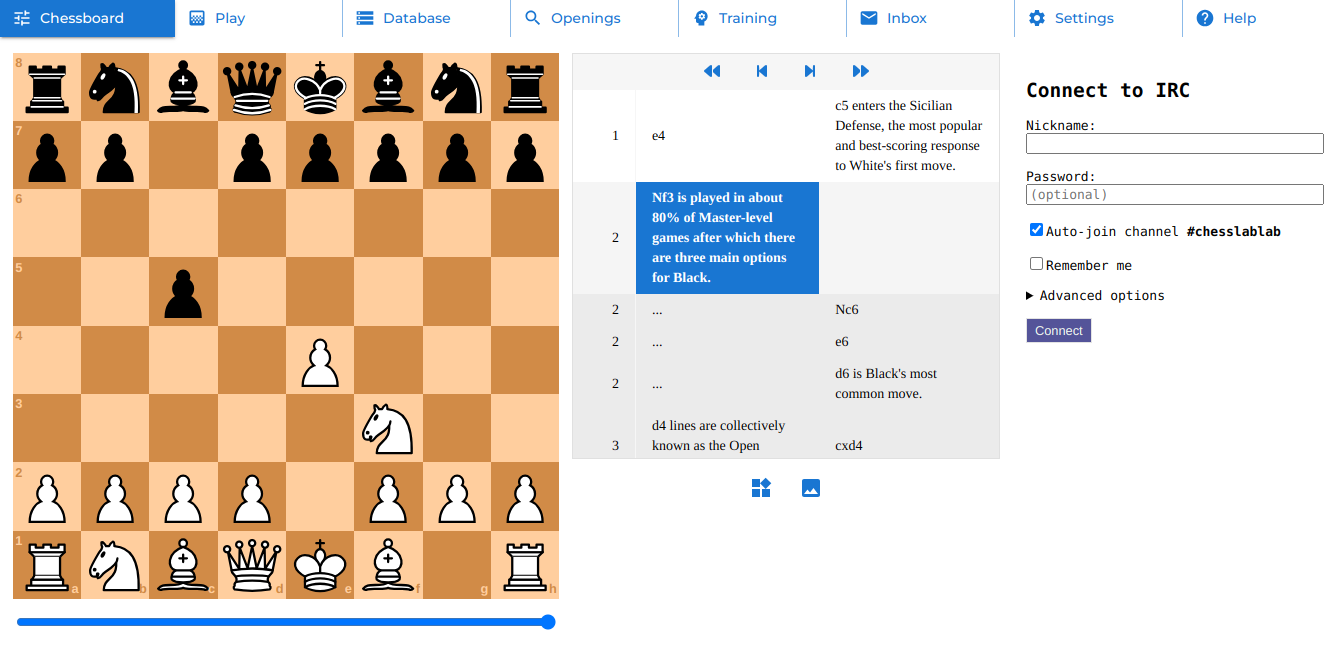 Chessboard
Play
Database
Openings
Training
Inbox
Settings
Help
8
7
6
5
4
3
2
1
a
b
c
d
e
f
g
h
1
e4
c5 enters the Sicilian
Defense, the most popular
and best-scoring response
to White's first move.
2
Nf3 is played in about
80% of Master-level
games after which there
are three main options
for Black.
2
...
Nc6
2
...
e6
2
...
d6 is Black's most
common move.
3
d4 lines are collectively
known as the Open
cxd4
Connect to IRC
Nickname:
Password:
(optional)
Auto-join channel #chesslablab
Remember me
Advanced options
Connect